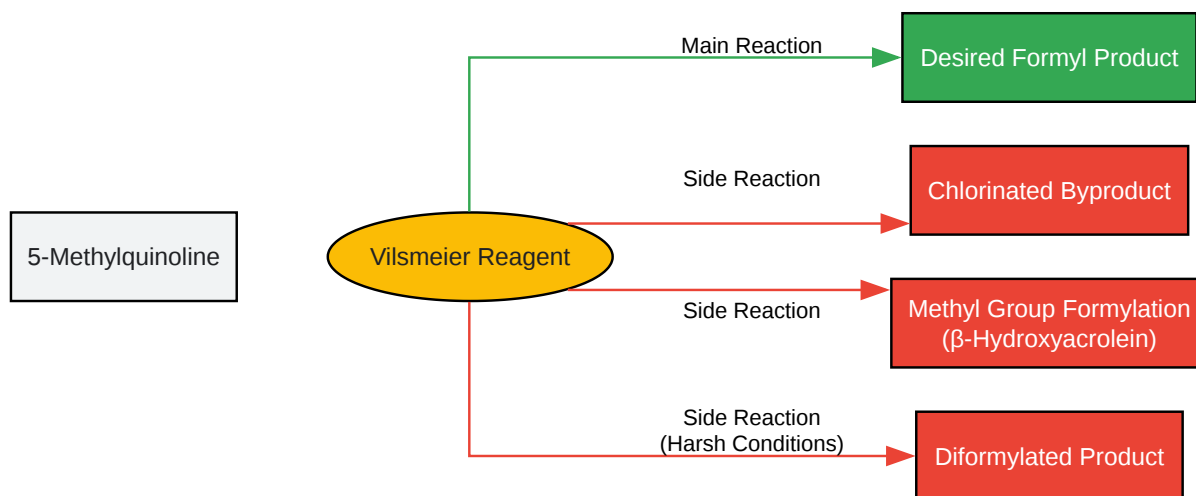 Main Reaction
Desired Formyl Product
Side Reaction
Chlorinated Byproduct
5-Methylquinoline
Vilsmeier Reagent
Side Reaction
Methyl Group Formylation
(β-Hydroxyacrolein)
Side Reaction
(Harsh Conditions)
Diformylated Product